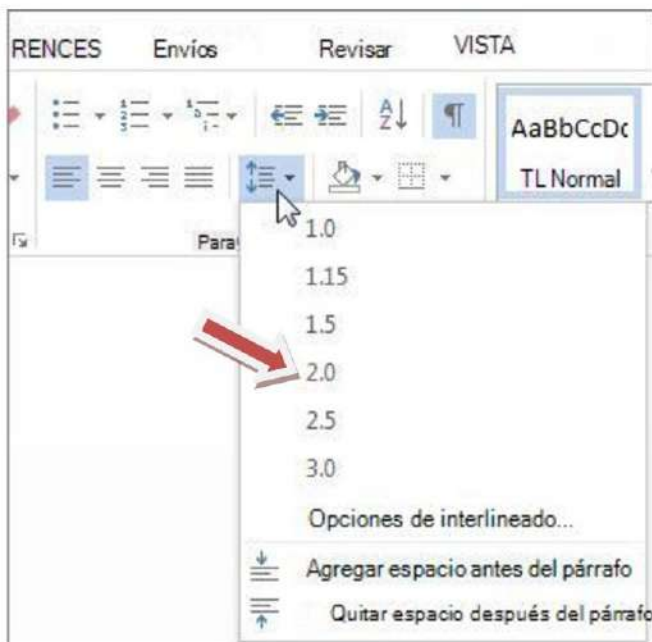 RENCES Envíos Revisar VISTA
AaBbCcDc
TL Normal
1.0
1.15
1.5
2.0
2.5
3.0
Opciones de interlineado...
Agregar espacio antes del párrafo
Quitar espacio después del párrafo